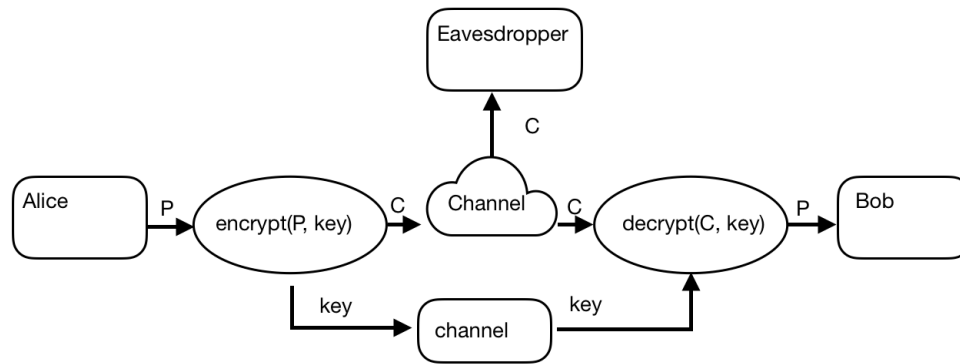 Eavesdropper
C
Alice
P
encrypt(P, key)
C
Channel
C
decrypt(C, key)
P
Bob
key
channel
key